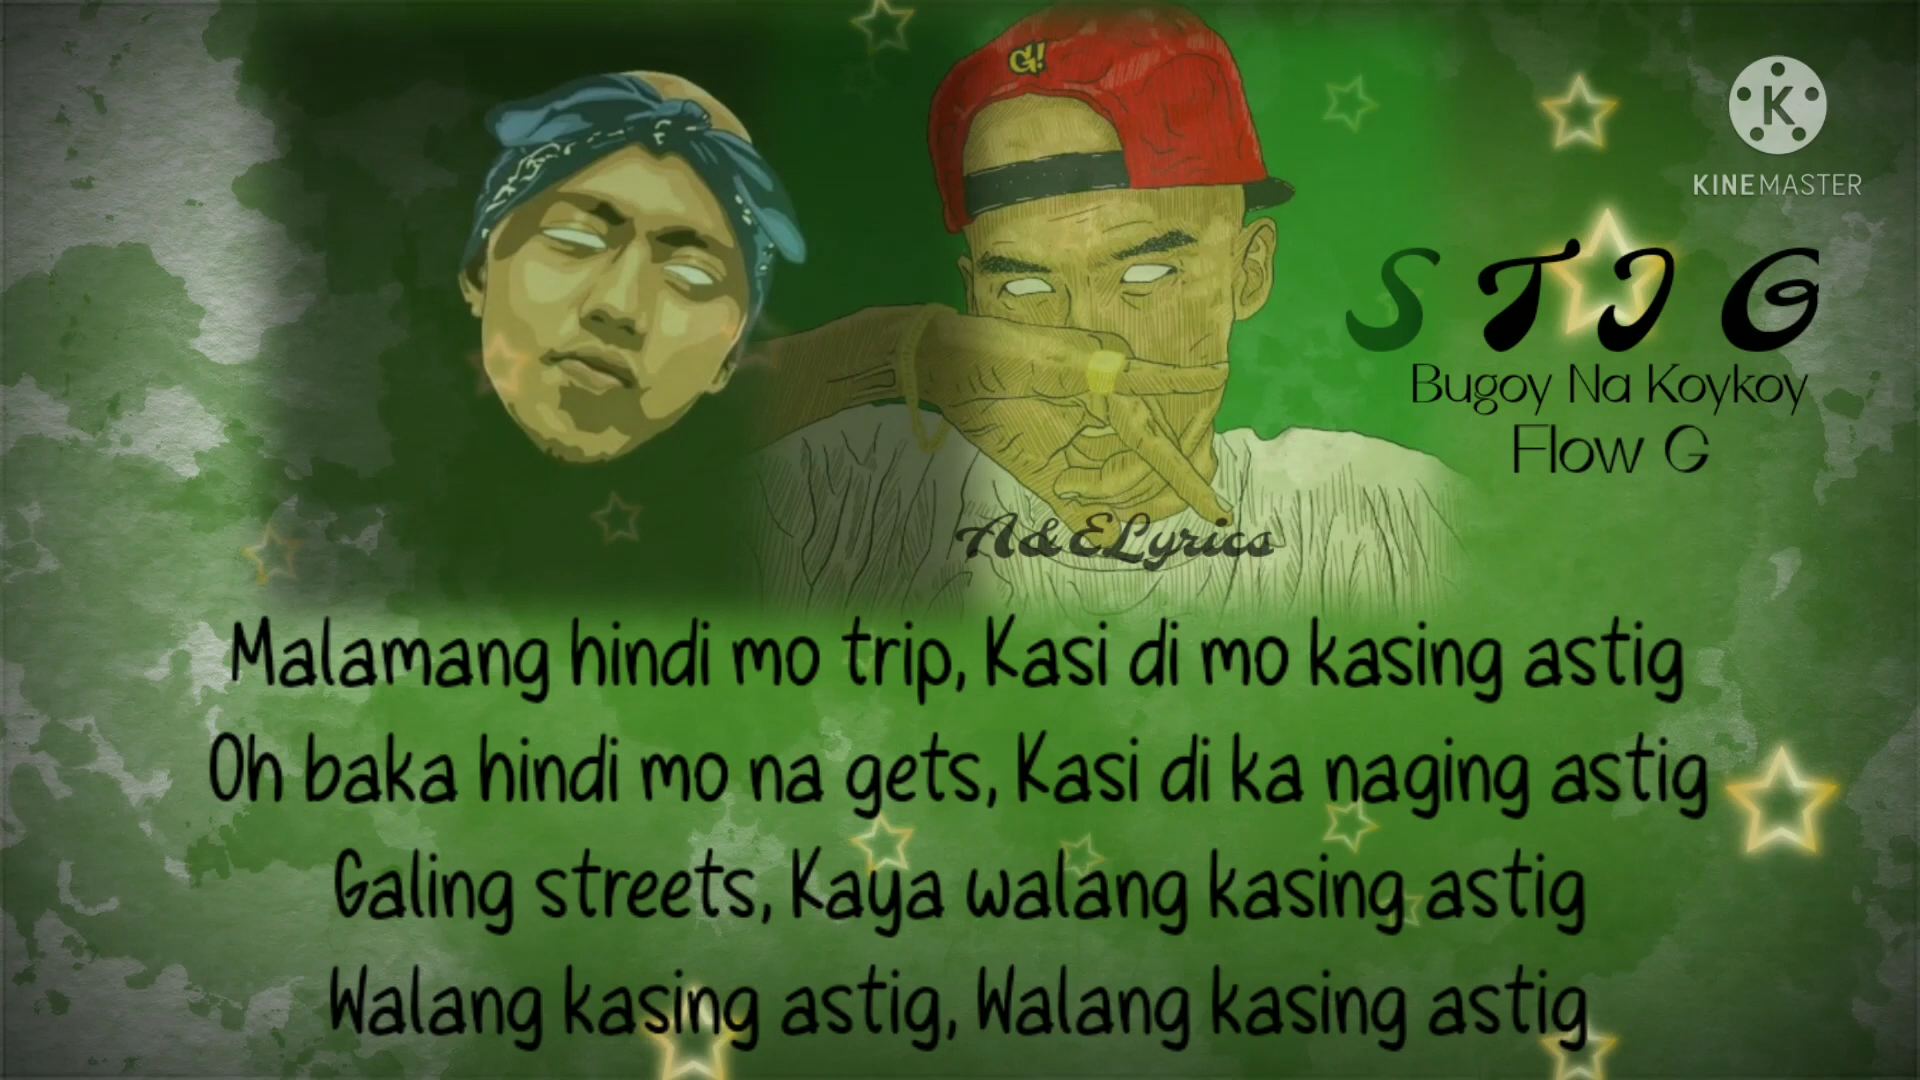 G!
K
KINEMASTER
STIG
Bugoy Na Koykoy
Flow G
A&ELyrics
Malamang hindi mo trip, Kasi di mo kasing astig
Oh baka hindi mo na gets, Kasi di ka naging astig
Galing streets, Kaya walang kasing astig
Walang kasing astig, Walang kasing astig